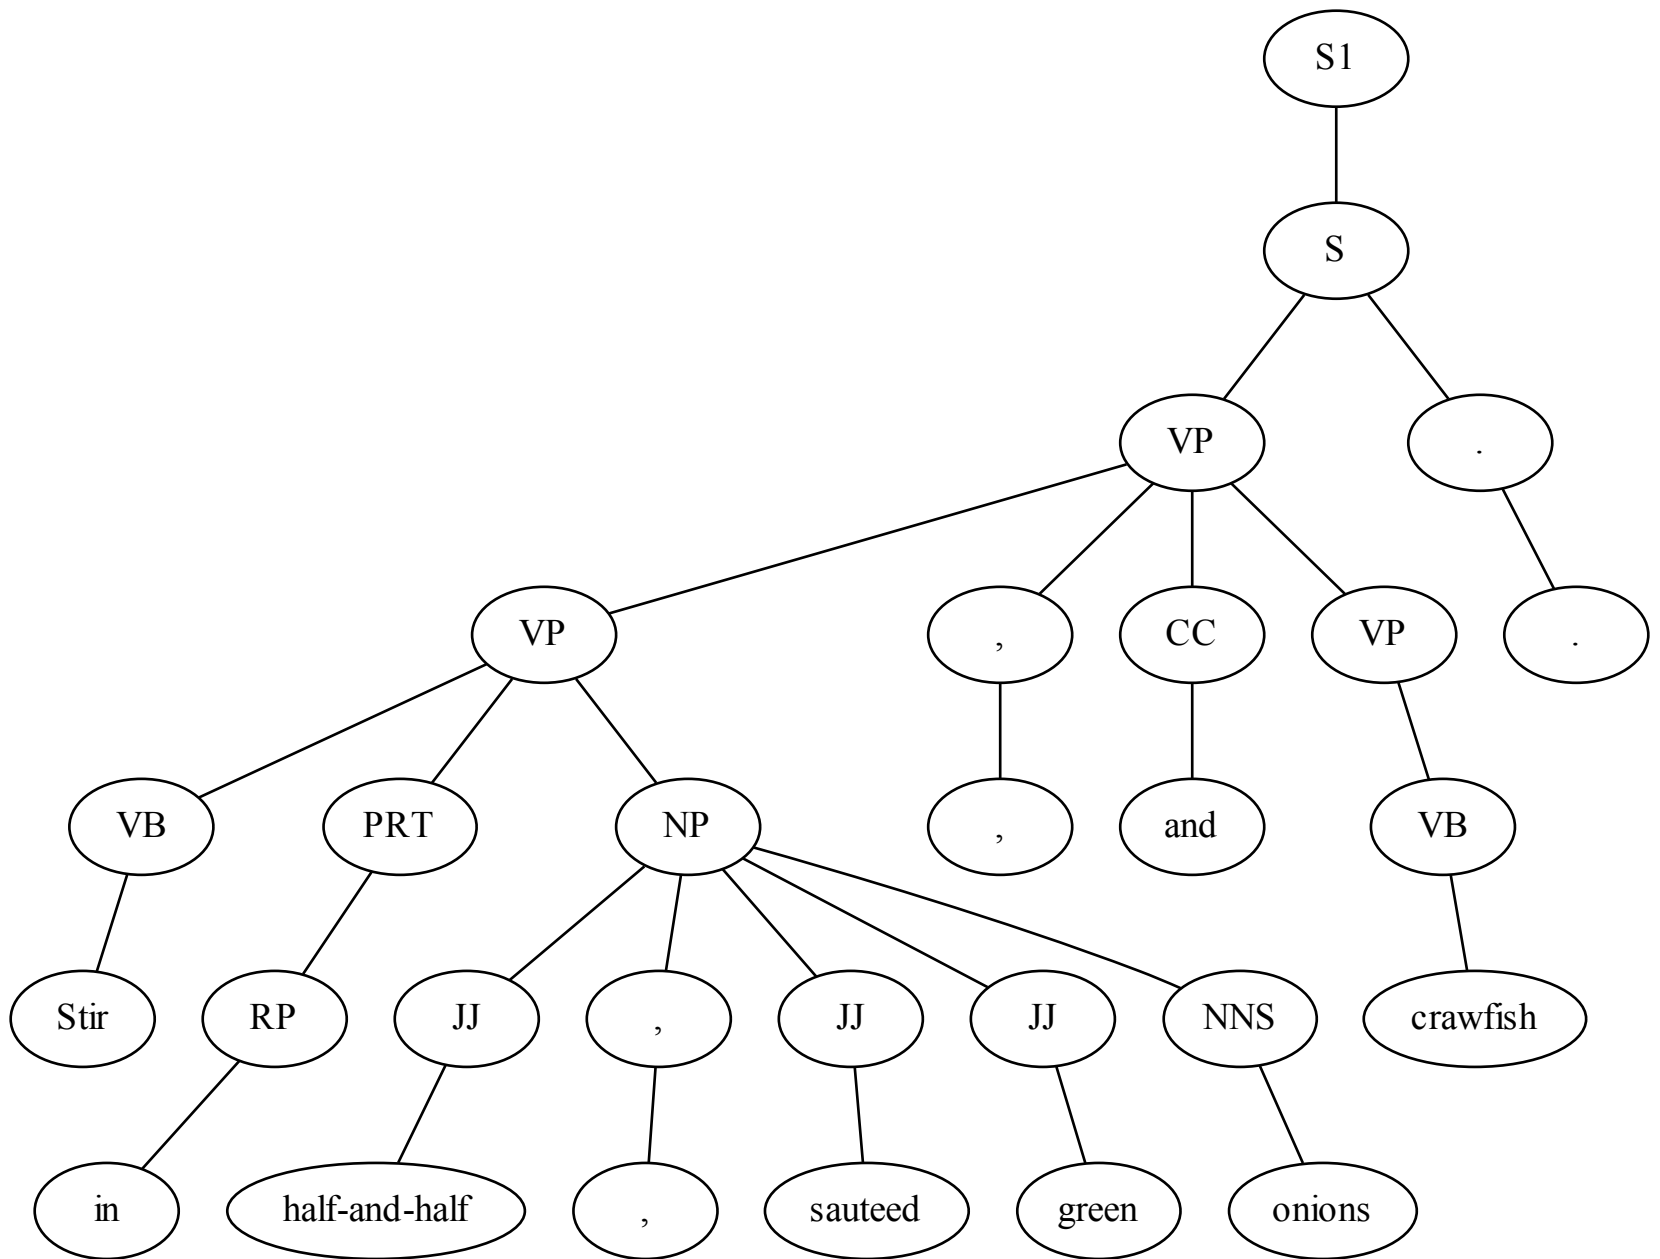 S1
S
VP .
VP , CC VP .
VB PRT NP , and VB
Stir RP JJ , JJ JJ NNS crawfish
in half-and-half , sauteed green onions